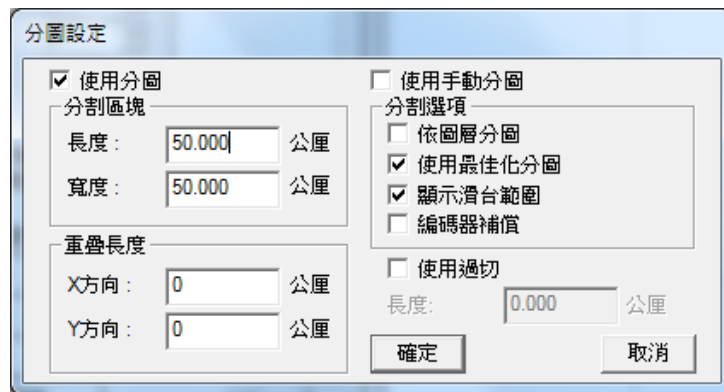 分圖設定
使用分圖
分割區塊
長度： 50.000 公厘
寬度： 50.000 公厘
重疊長度
X方向： 0 公厘
Y方向： 0 公厘
使用手動分圖
分割選項
依圖層分圖
使用最佳化分圖
顯示滑台範圍
編碼器補償
使用過切
長度: 0.000 公厘
確定 取消